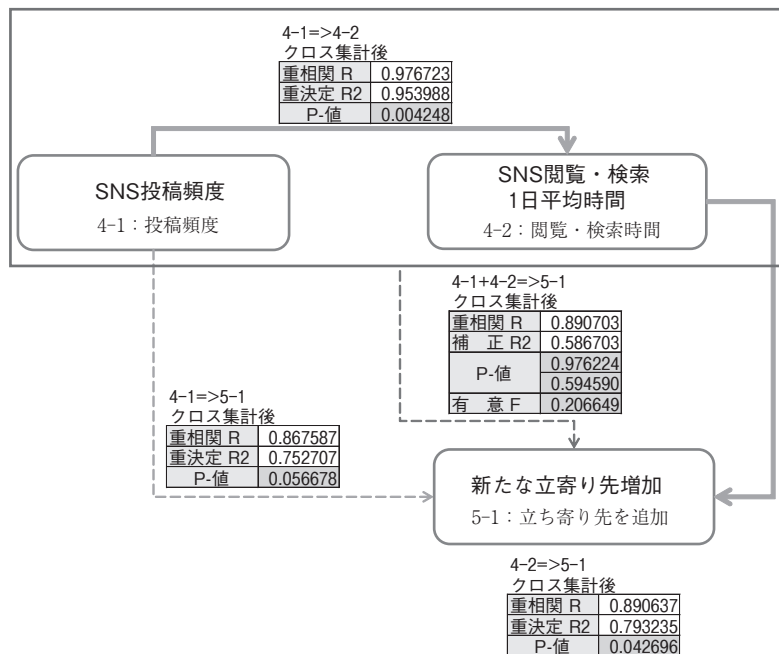 4-1=>4-2
クロス集計後
重相関 R 0.976723
重決定 R2 0.953988
P-値 0.004248
SNS投稿頻度
4-1：投稿頻度
SNS閲覧・検索
1日平均時間
4-2：閲覧・検索時間
4-1+4-2=>5-1
クロス集計後
重相関 R 0.890703
補　正 R2 0.586703
P-値 0.976224
0.594590
有　意 F 0.206649
4-1=>5-1
クロス集計後
重相関 R 0.867587
重決定 R2 0.752707
P-値 0.056678
新たな立寄り先増加
5-1：立ち寄り先を追加
4-2=>5-1
クロス集計後
重相関 R 0.890637
重決定 R2 0.793235
P-値 0.042696